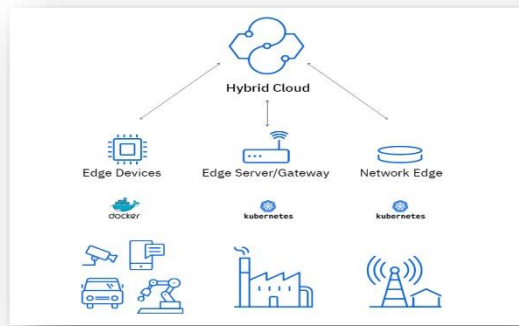 Hybrid Cloud
Edge Devices
Edge Server/Gateway
Network Edge
docker
kubernetes
kubernetes